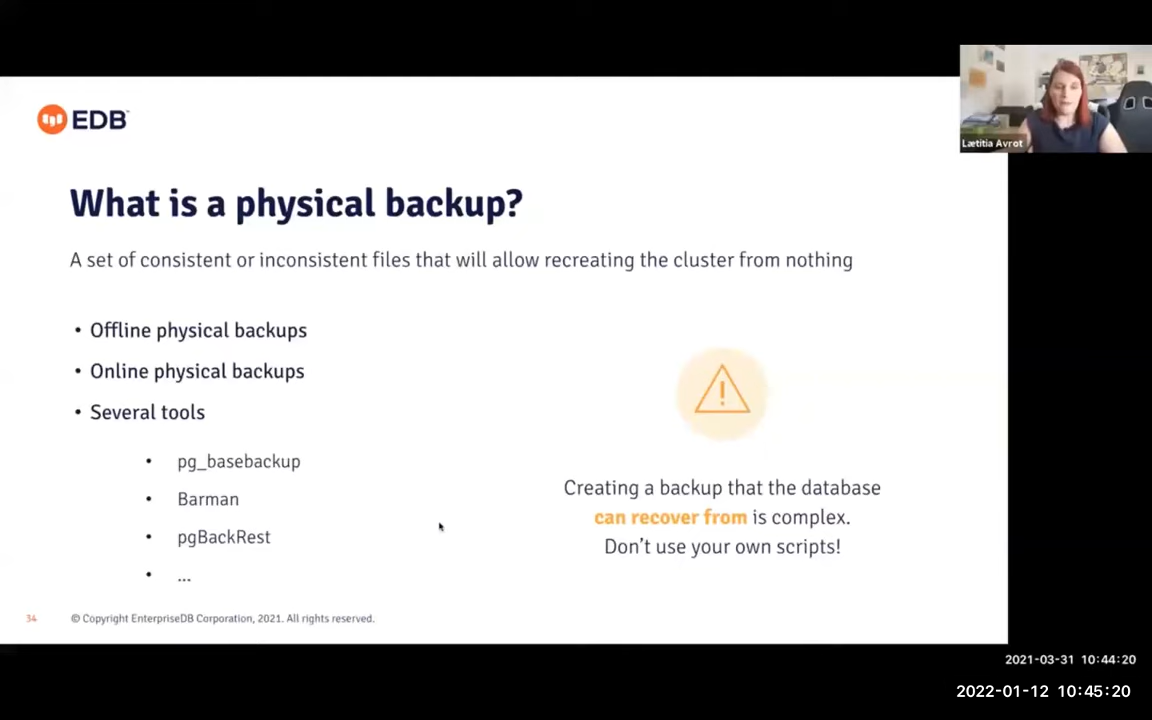 EDB
Lætitia Avrot
What is a physical backup?
A set of consistent or inconsistent files that will allow recreating the cluster from nothing
• Offline physical backups
• Online physical backups
• Several tools
• pg_basebackup
• Barman
• pgBackRest
• ...
Creating a backup that the database
can recover from is complex.
Don't use your own scripts!
34
© Copyright EnterpriseDB Corporation, 2021. All rights reserved.
2021-03-31 10:44:20
2022-01-12 10:45:20